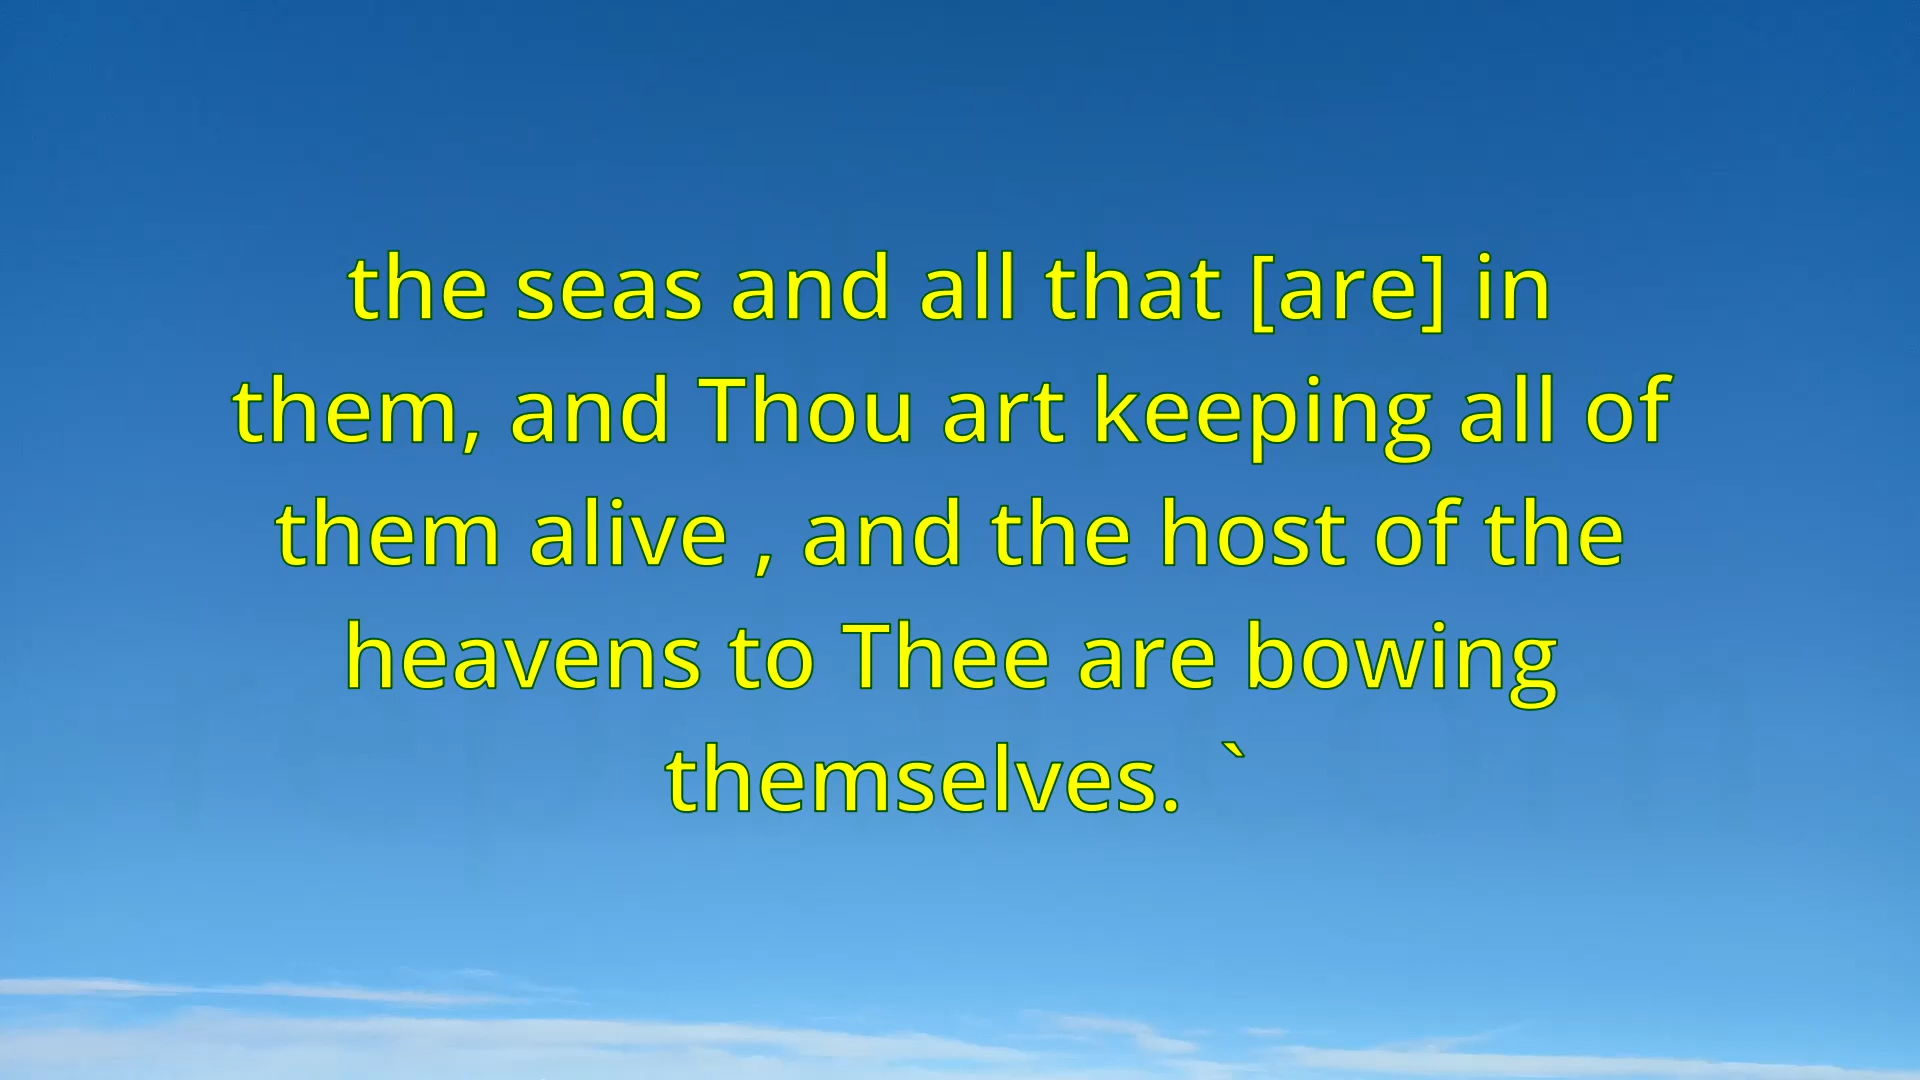 the seas and all that [are] in
them, and Thou art keeping all of
them alive , and the host of the
heavens to Thee are bowing
themselves. `